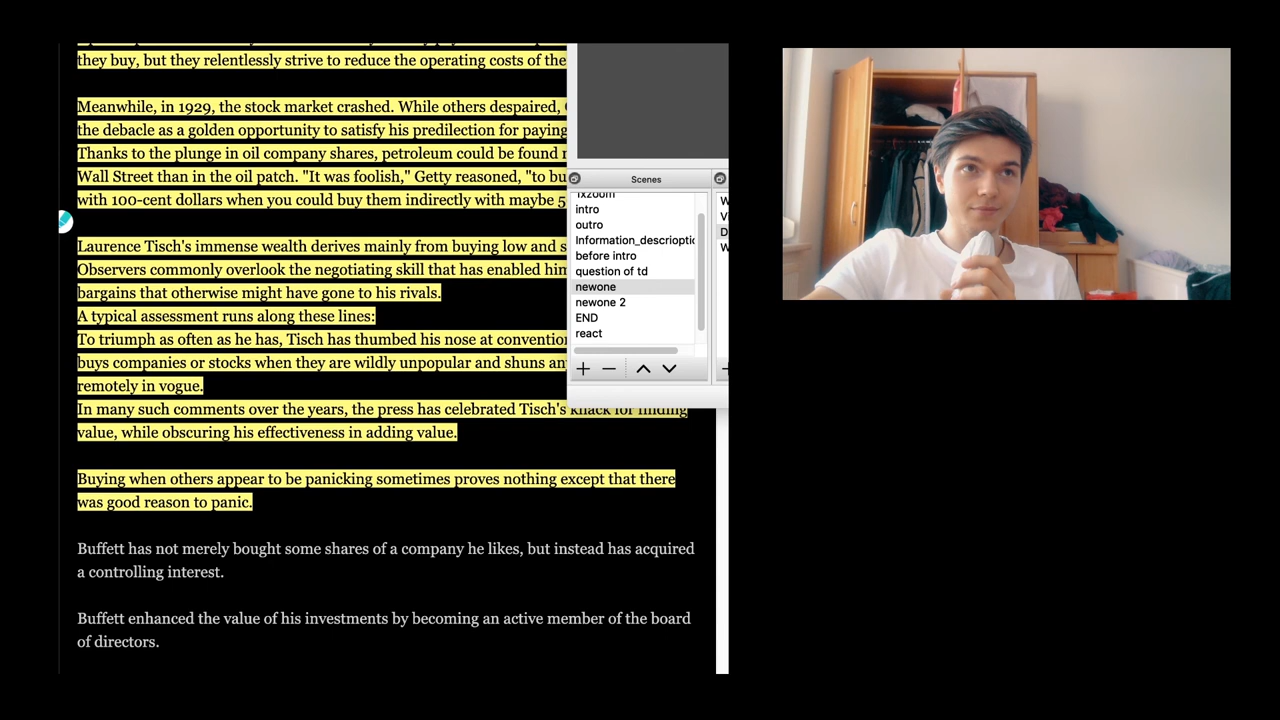 they buy, but they relentlessly strive to reduce the operating costs of the
Meanwhile, in 1929, the stock market crashed. While others despaired,
the debacle as a golden opportunity to satisfy his predilection for paying
Thanks to the plunge in oil company shares, petroleum could be found
Wall Street than in the oil patch. "It was foolish," Getty reasoned, "to bu
with 100-cent dollars when you could buy them indirectly with maybe 5
Laurence Tisch's immense wealth derives mainly from buying low and s
Observers commonly overlook the negotiating skill that has enabled him
bargains that otherwise might have gone to his rivals.
A typical assessment runs along these lines:
To triumph as often as he has, Tisch has thumbed his nose at convention
buys companies or stocks when they are wildly unpopular and shuns an
remotely in vogue.
In many such comments over the years, the press has celebrated Tisch's knack for finding
value, while obscuring his effectiveness in adding value.
Buying when others appear to be panicking sometimes proves nothing except that there
was good reason to panic.
Buffett has not merely bought some shares of a company he likes, but instead has acquired
a controlling interest.
Buffett enhanced the value of his investments by becoming an active member of the board
of directors.
Scenes
1xzoom
intro
outro
Information_descriptio
before intro
question of td
newone
newone 2
END
react
W
Vi
D
W